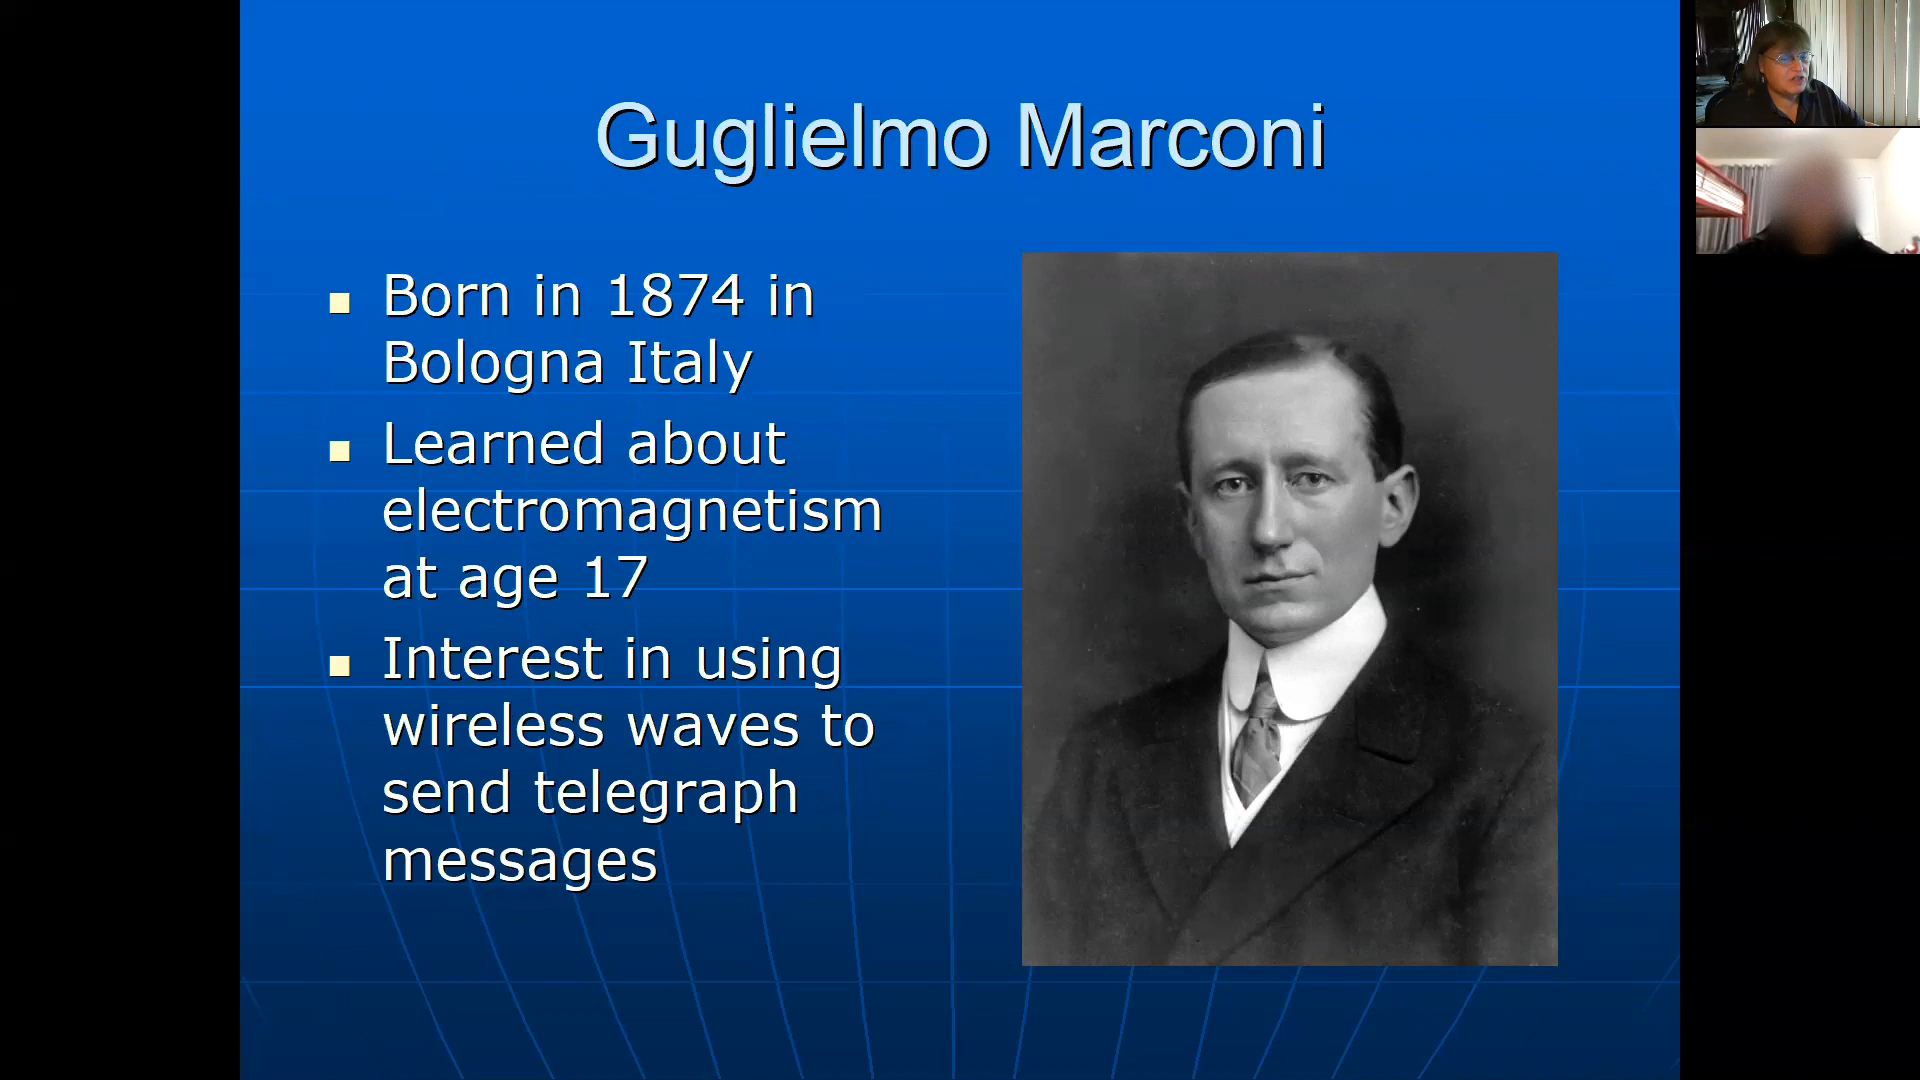 Guglielmo Marconi
Born in 1874 in
Bologna Italy
Learned about
electromagnetism
at age 17
Interest in using
wireless waves to
send telegraph
messages